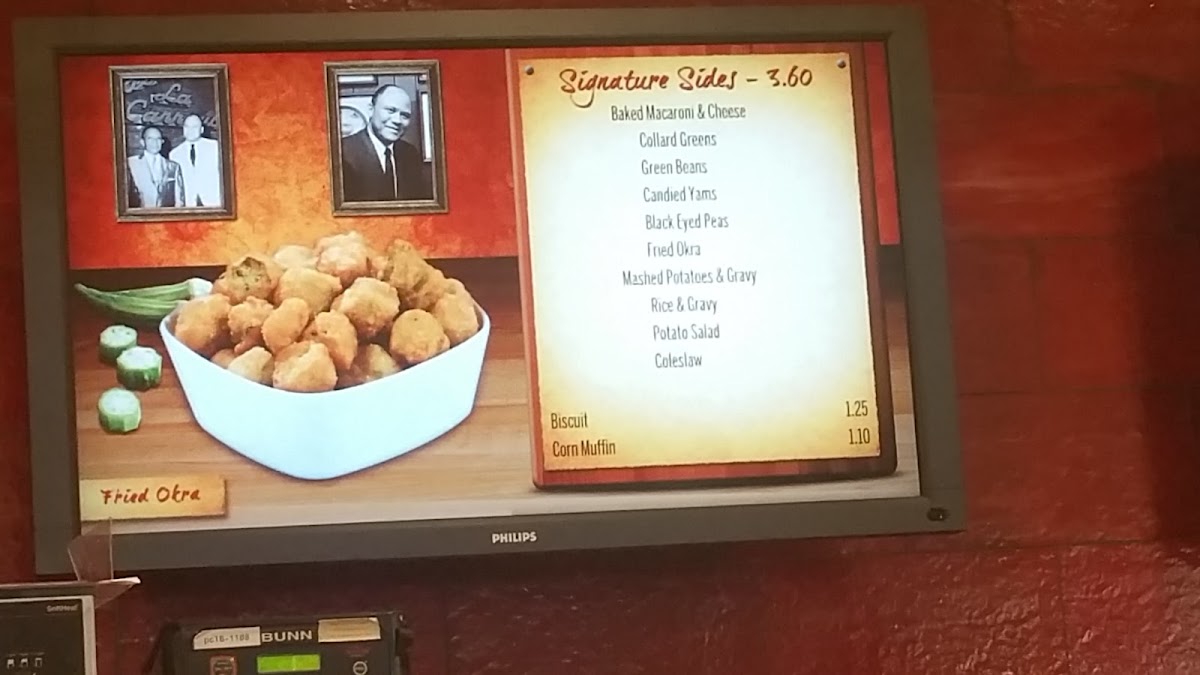 Signature Sides - 3.60
Baked Macaroni & Cheese
Collard Greens
Green Beans
Candied Yams
Black Eyed Peas
Fried Okra
Mashed Potatoes & Gravy
Rice & Gravy
Potato Salad
Coleslaw
Biscuit 1.25
Corn Muffin 1.10
Fried Okra
PHILIPS
SoftHeat
BUNN